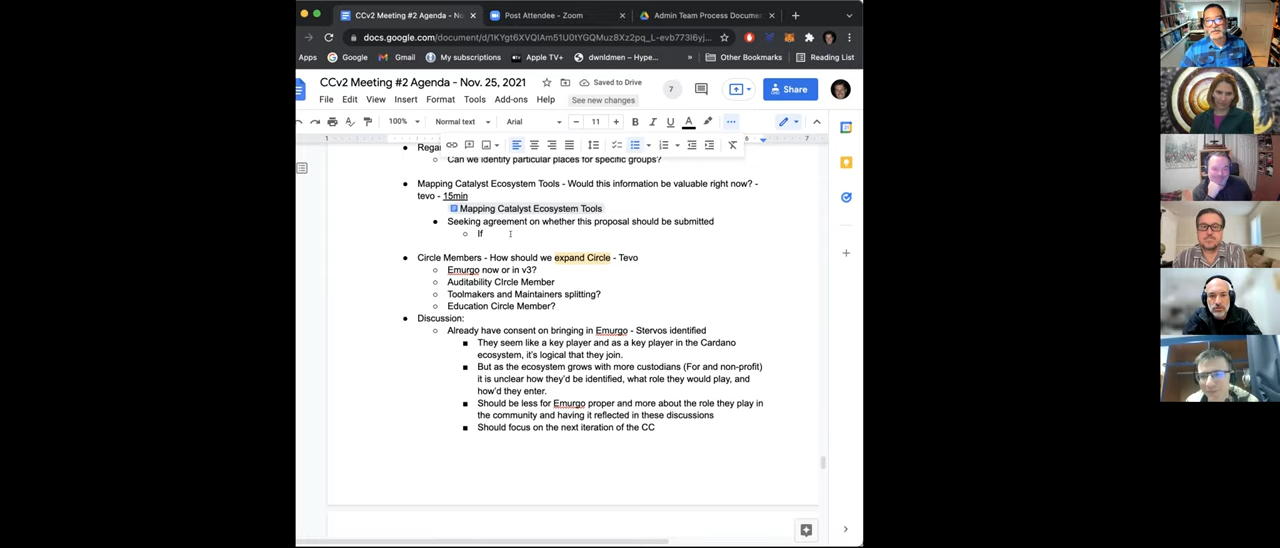 CCv2 Meeting #2 Agenda - No
Post Attendee - Zoom
Admin Team Process Docume
docs.google.com/document/d/1KYgt6XVQIAm51U0tYGQMuz8Xz2pq_L-evb773I6yj...
Apps
Google
Gmail
My subscriptions
Apple TV+
dwnldmen – Hype...
»
Other Bookmarks
Reading List
CCv2 Meeting #2 Agenda - Nov. 25, 2021
Saved to Drive
7
Share
File Edit View Insert Format Tools Add-ons Help
See new changes
100%
Normal text
Arial
11
B I U A
1
6
7
Regar
Can we identify particular places for specific groups?
Mapping Catalyst Ecosystem Tools - Would this information be valuable right now? -
tevo - 15min
Mapping Catalyst Ecosystem Tools
Seeking agreement on whether this proposal should be submitted
If
Circle Members - How should we expand Circle - Tevo
Emurgo now or in v3?
Auditability CIrcle Member
Toolmakers and Maintainers splitting?
Education Circle Member?
Discussion:
Already have consent on bringing in Emurgo - Stervos identified
They seem like a key player and as a key player in the Cardano
ecosystem, it's logical that they join.
But as the ecosystem grows with more custodians (For and non-profit)
it is unclear how they'd be identified, what role they would play, and
how'd they enter.
Should be less for Emurgo proper and more about the role they play in
the community and having it reflected in these discussions
Should focus on the next iteration of the CC